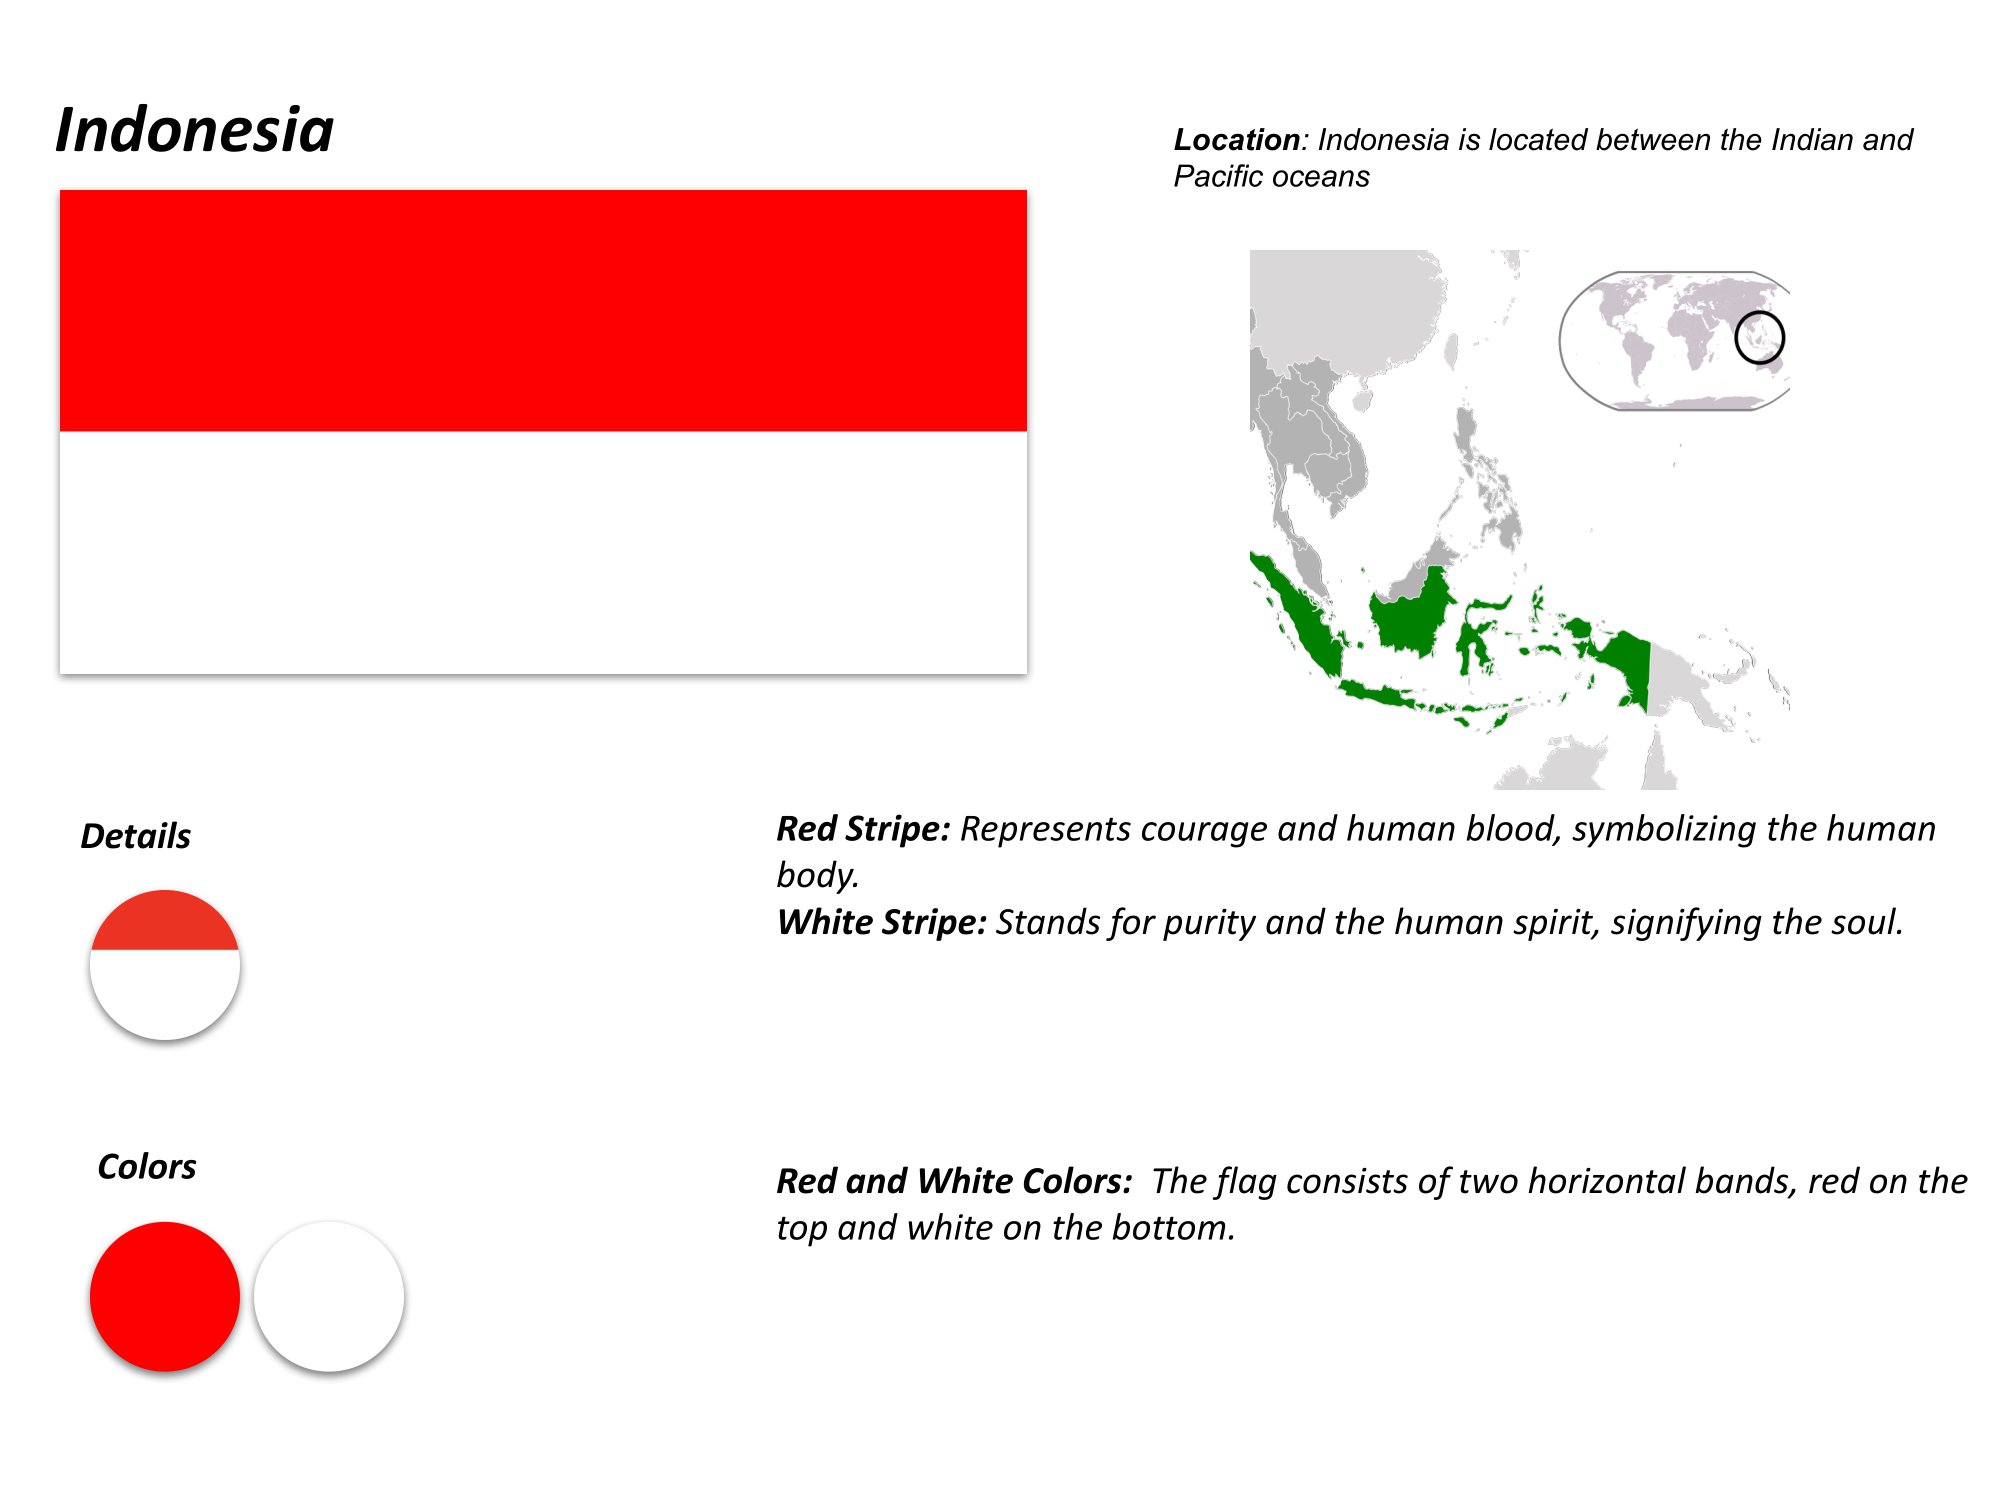 Indonesia
Location: Indonesia is located between the Indian and
Pacific oceans
Details
Red Stripe: Represents courage and human blood, symbolizing the human
body.
White Stripe: Stands for purity and the human spirit, signifying the soul.
Colors
Red and White Colors:  The flag consists of two horizontal bands, red on the
top and white on the bottom.